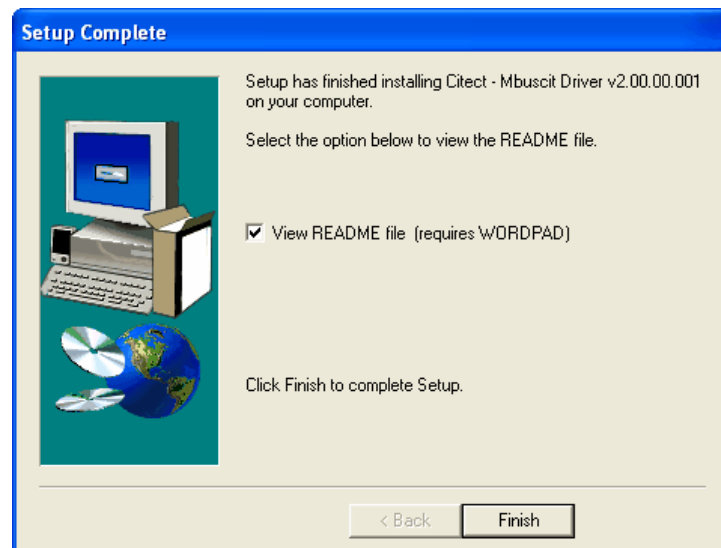 Setup Complete
Setup has finished installing Citect - Mbuscit Driver v2.00.00.001
on your computer.
Select the option below to view the README file.
View README file (requires WORDPAD)
Click Finish to complete Setup.
< Back
Finish